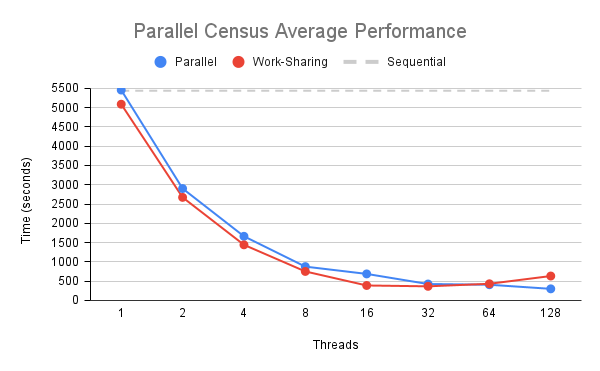 Parallel Census Average Performance
Parallel Work-Sharing Sequential
5500
5000
4500
4000
3500
3000
2500
2000
1500
1000
500
0
Time (seconds)
1 2 4 8 16 32 64 128
Threads